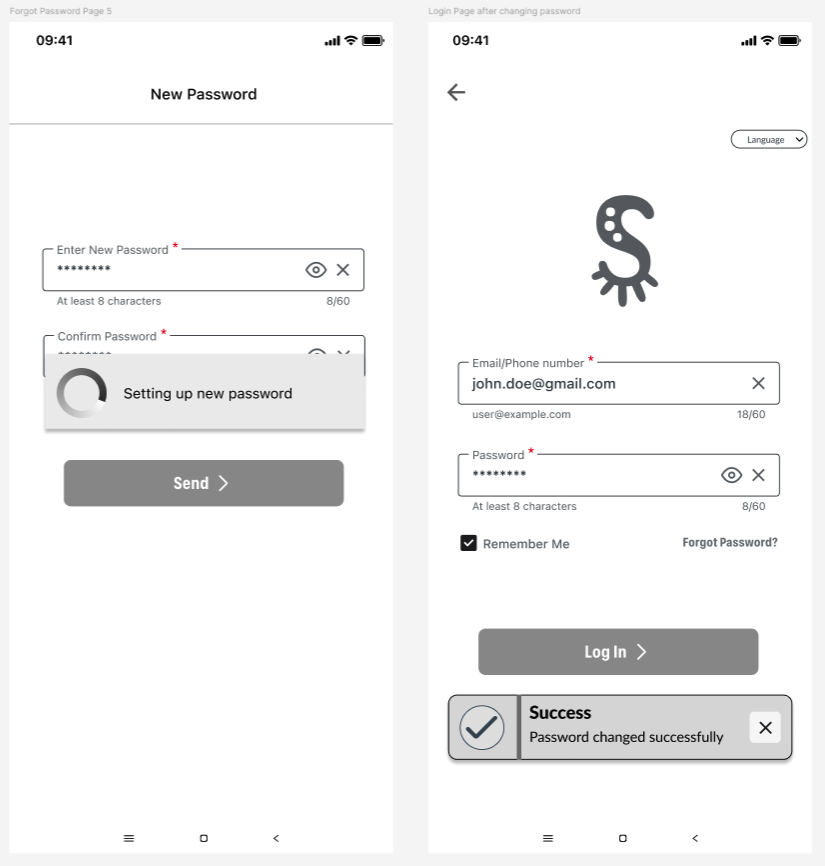 Forgot Password Page 5
09:41
New Password
Enter New Password *
********
At least 8 characters
8/60
Confirm Password *
********
Setting up new password
Send
Login Page after changing password
09:41
Language
S
Email/Phone number *
john.doe@gmail.com
user@example.com
18/60
Password *
********
At least 8 characters
8/60
Remember Me
Forgot Password?
Log In
Success
Password changed successfully